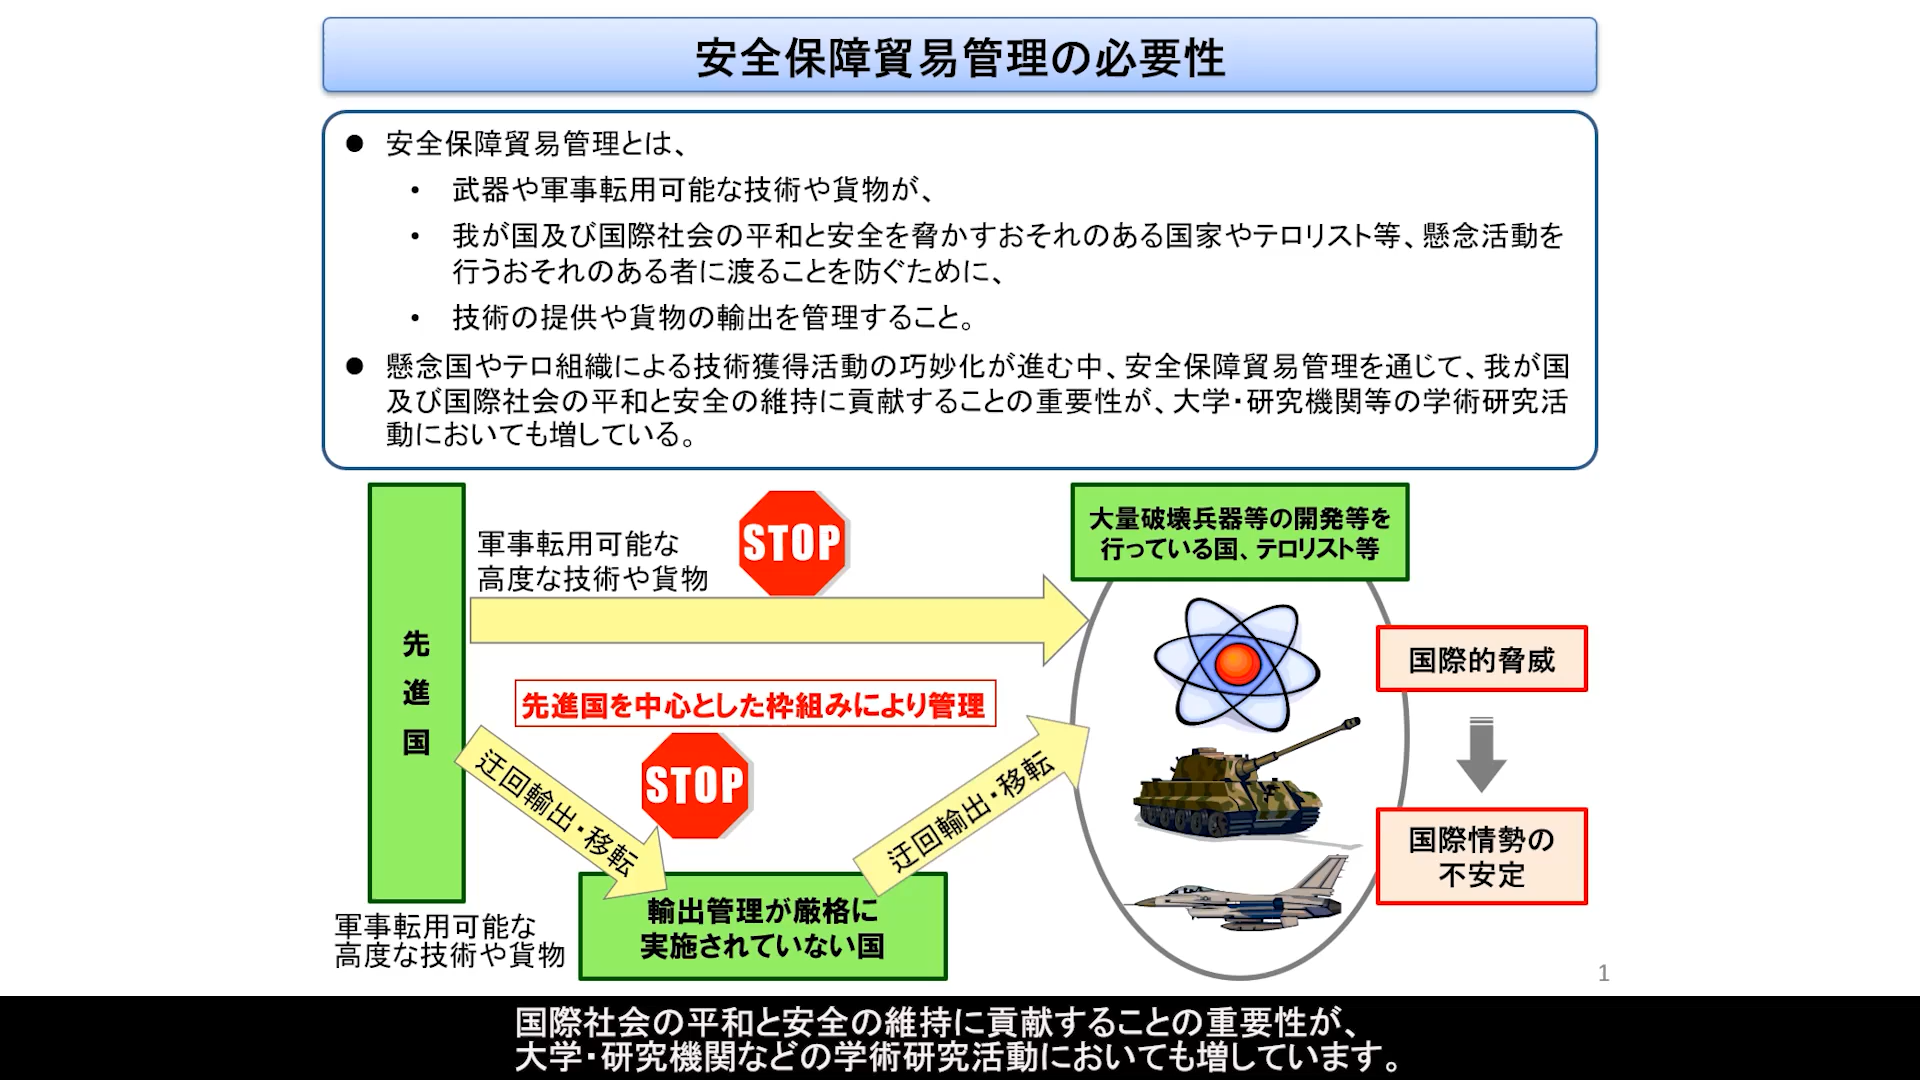 安全保障貿易管理の必要性
● 安全保障貿易管理とは、
・ 武器や軍事転用可能な技術や貨物が、
・ 我が国及び国際社会の平和と安全を脅かすおそれのある国家やテロリスト等、懸念活動を
行うおそれのある者に渡ることを防ぐために、
・ 技術の提供や貨物の輸出を管理すること。
● 懸念国やテロ組織による技術獲得活動の巧妙化が進む中、安全保障貿易管理を通じて、我が国
及び国際社会の平和と安全の維持に貢献することの重要性が、大学・研究機関等の学術研究活
動においても増している。
先
進
国
軍事転用可能な
高度な技術や貨物
STOP
大量破壊兵器等の開発等を
行っている国、テロリスト等
先進国を中心とした枠組みにより管理
STOP
迂回輸出・移転
迂回輸出・移転
国際的脅威
国際情勢の
不安定
軍事転用可能な
高度な技術や貨物
輸出管理が厳格に
実施されていない国
1
国際社会の平和と安全の維持に貢献することの重要性が、
大学・研究機関などの学術研究活動においても増しています。